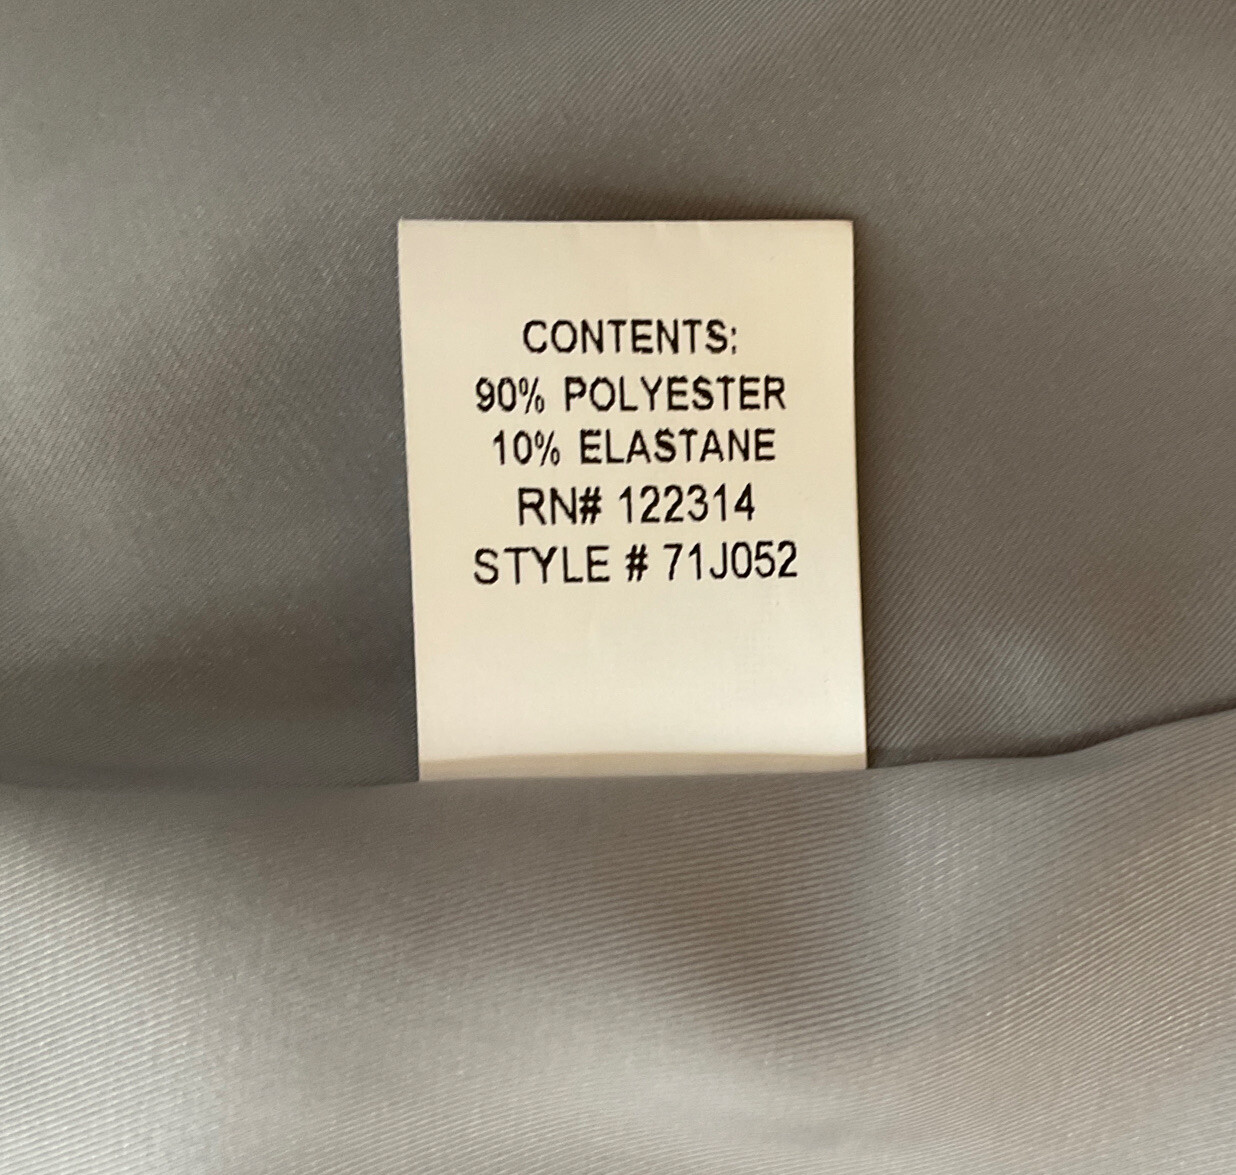 CONTENTS:
90% POLYESTER
10% ELASTANE
RN# 122314
STYLE # 71J052